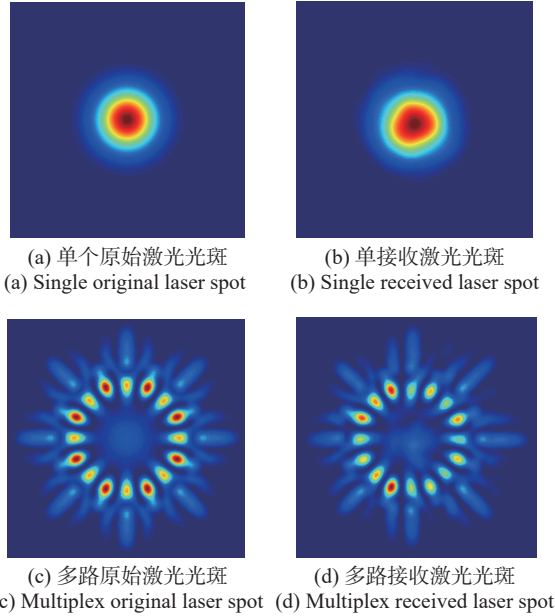 (a) 单个原始激光光斑
(a) Single original laser spot
(b) 单接收激光光斑
(b) Single received laser spot
(c) 多路原始激光光斑
c) Multiplex original laser spot
(d) 多路接收激光光斑
(d) Multiplex received laser spot